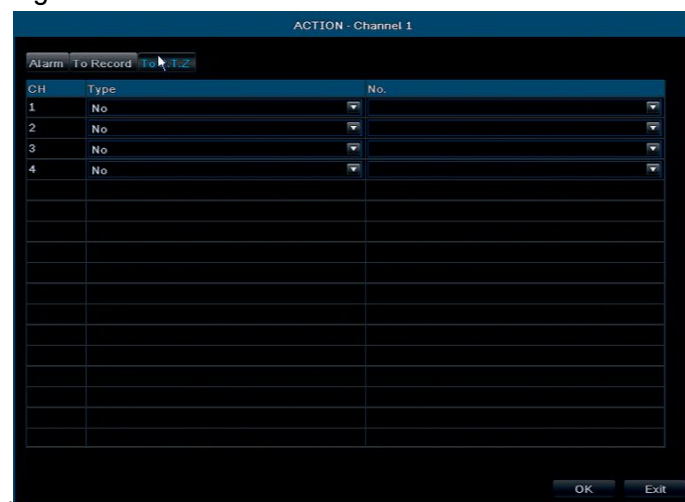 ACTION - Channel 1
Alarm To Record To P.T.Z
CH Type No.
1 No
2 No
3 No
4 No
OK Exit